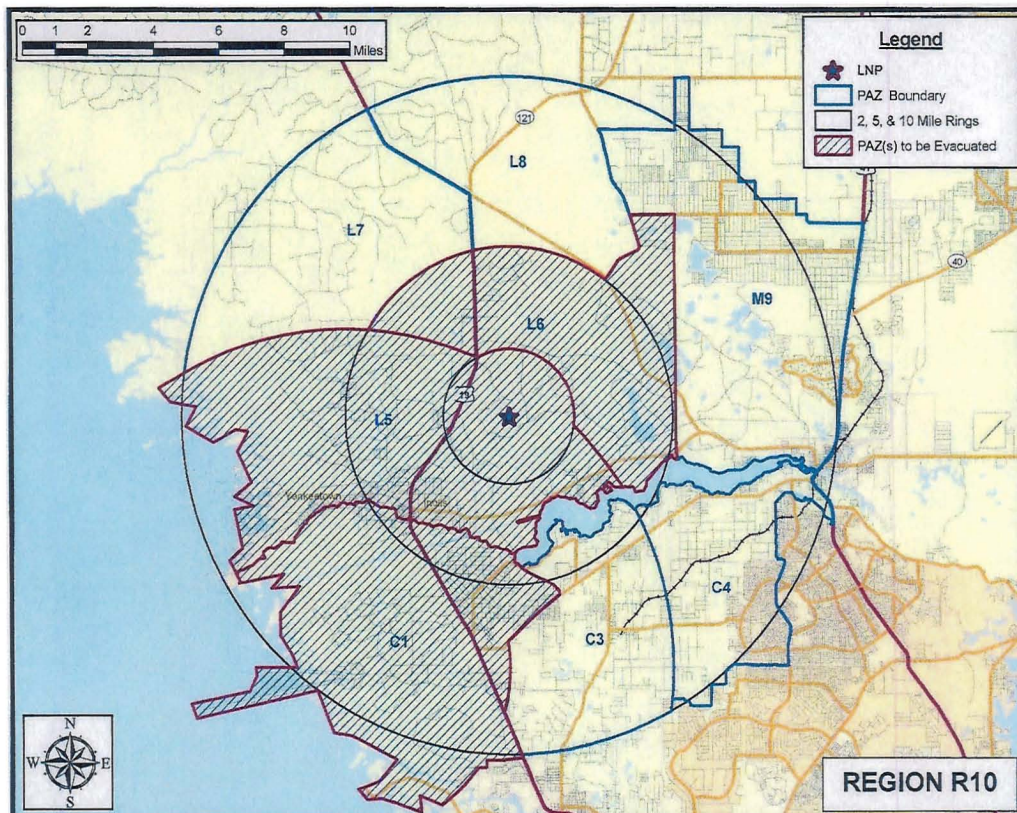 0 1 2 4 6 8 10
Miles
Legend
LNP
PAZ Boundary
2, 5, & 10 Mile Rings
PAZ(s) to be Evacuated
121
L8
L7
40
M9
L6
19
L5
Yankeetown
Inglis
C4
C3
C1
N
W E
S
REGION R10